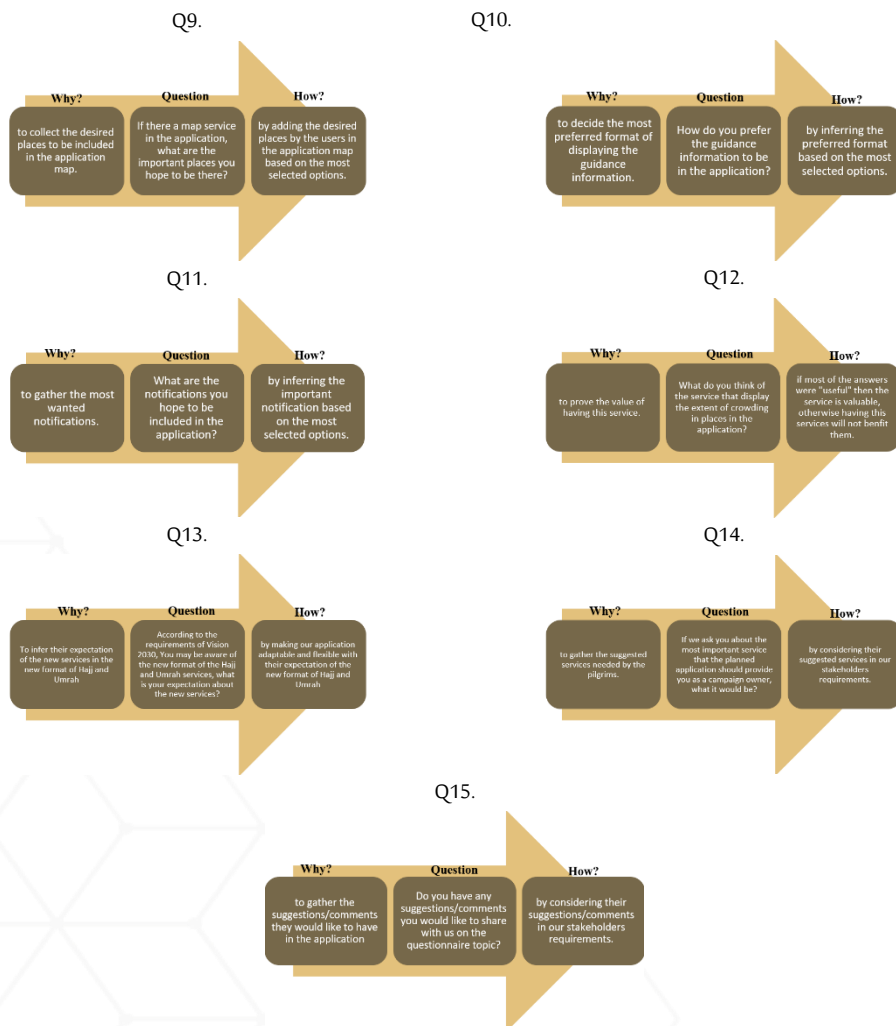 Q9.
Why?
to collect the desired
places to be included
in the application
map.
Question
If there a map service
in the application,
what are the
important places you
hope to be there?
How?
by adding the desired
places by the users in
the application map
based on the most
selected options.
Q10.
Why?
to decide the most
preferred format of
displaying the
guidance
information.
Question
How do you prefer
the guidance
information to be
in the application?
How?
by inferring the
preferred format
based on the most
selected options.
Q11.
Why?
to gather the most
wanted
notifications.
Question
What are the
notifications you
hope to be
included in the
application?
How?
by inferring the
important
notification based
on the most
selected options.
Q12.
Why?
to prove the value of
having this service.
Question
What do you think of
the service that display
the extent of crowding
in places in the
application?
How?
if most of the answers
were "useful" then the
service is valuable,
otherwise having this
services will not benfit
them.
Q13.
Why?
To infer their expectation
of the new services in the
new format of Hajj and
Umrah
Question
According to the
requirements of Vision
2030, You may be aware of
the new format of the Hajj
and Umrah services, what
is your expectation about
the new services?
How?
by making our application
adaptable and flexible with
their expectation of the
new format of Hajj and
Umrah
Q14.
Why?
to gather the suggested
services needed by the
pilgrims.
Question
If we ask you about the
most important service
that the planned
application should provide
you as a campaign owner,
what it would be?
How?
by considering their
suggested services in our
stakeholders
requirements.
Q15.
Why?
to gather the
suggestions/comments
they would like to have
in the application
Question
Do you have any
suggestions/comments
you would like to share
with us on the
questionnaire topic?
How?
by considering their
suggestions/comments
in our stakeholders
requirements.